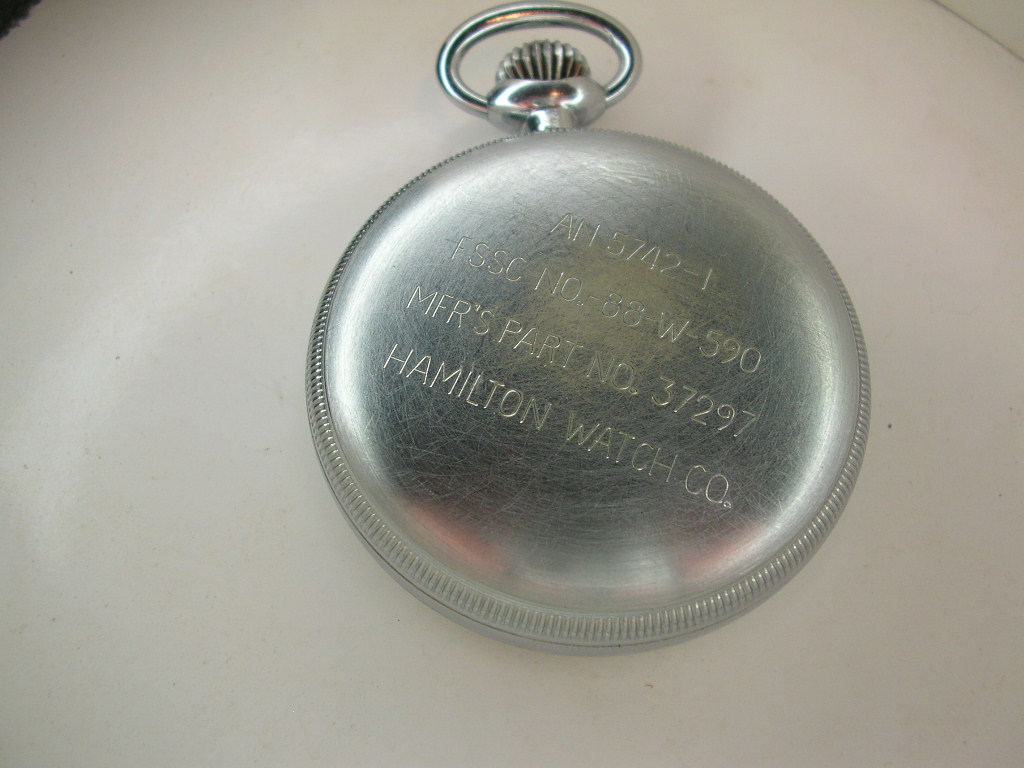 AN 5742-1
FSSC NO.-88-W-590
MFR'S PART NO. 37297
HAMILTON WATCH CO.